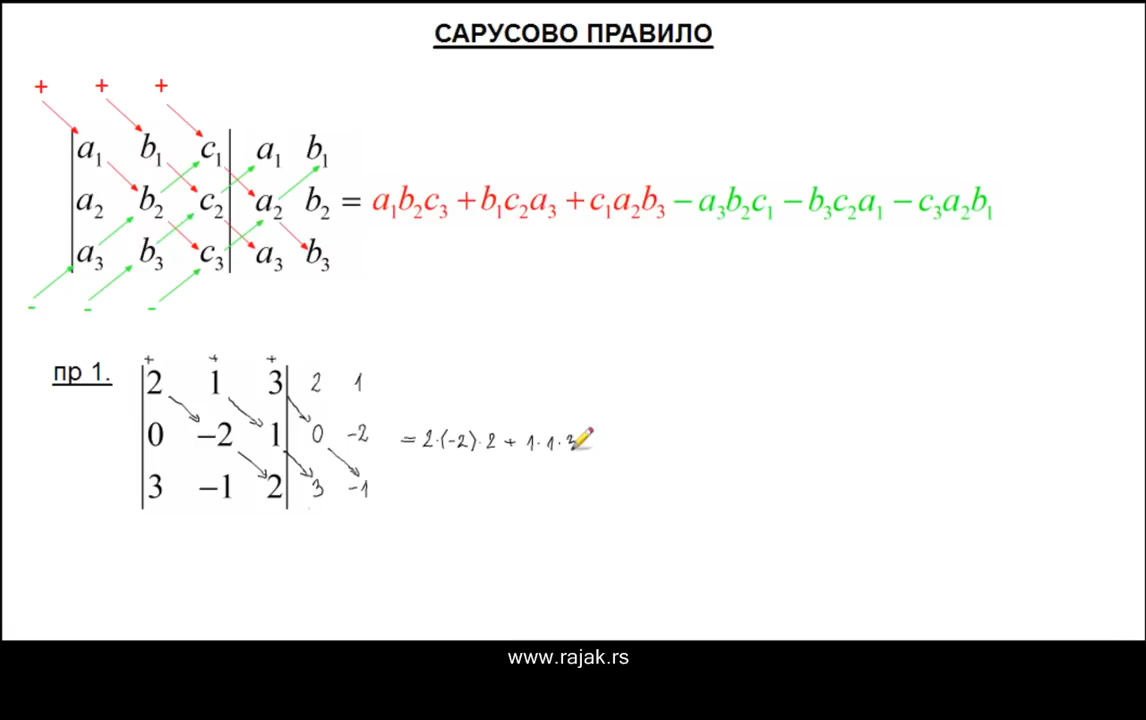 САРУСОВО ПРАВИЛО
+ + +
a₁ b₁ c₁ a₁ b₁
a₂ b₂ c₂ a₂ b₂ = a₁b₂c₃ + b₁c₂a₃ + c₁a₂b₃ − a₃b₂c₁ − b₃c₂a₁ − c₃a₂b₁
a₃ b₃ c₃ a₃ b₃
- - -
+ + +
пр 1. 2 1 3 2 1
0 −2 1 0 -2 = 2·(-2)·2 + 1·1·3
3 −1 2 3 -1
www.rajak.rs